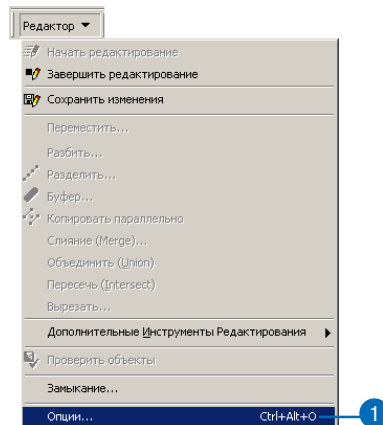 Редактор
Начать редактирование
Завершить редактирование
Сохранить изменения
Переместить...
Разбить...
Разделить...
Буфер...
Копировать параллельно
Слияние (Merge)...
Объединить (Union)
Пересечь (Intersect)
Вырезать...
Дополнительные Инструменты Редактирования
Проверить объекты
Замыкание...
Опции... Ctrl+Alt+O 1